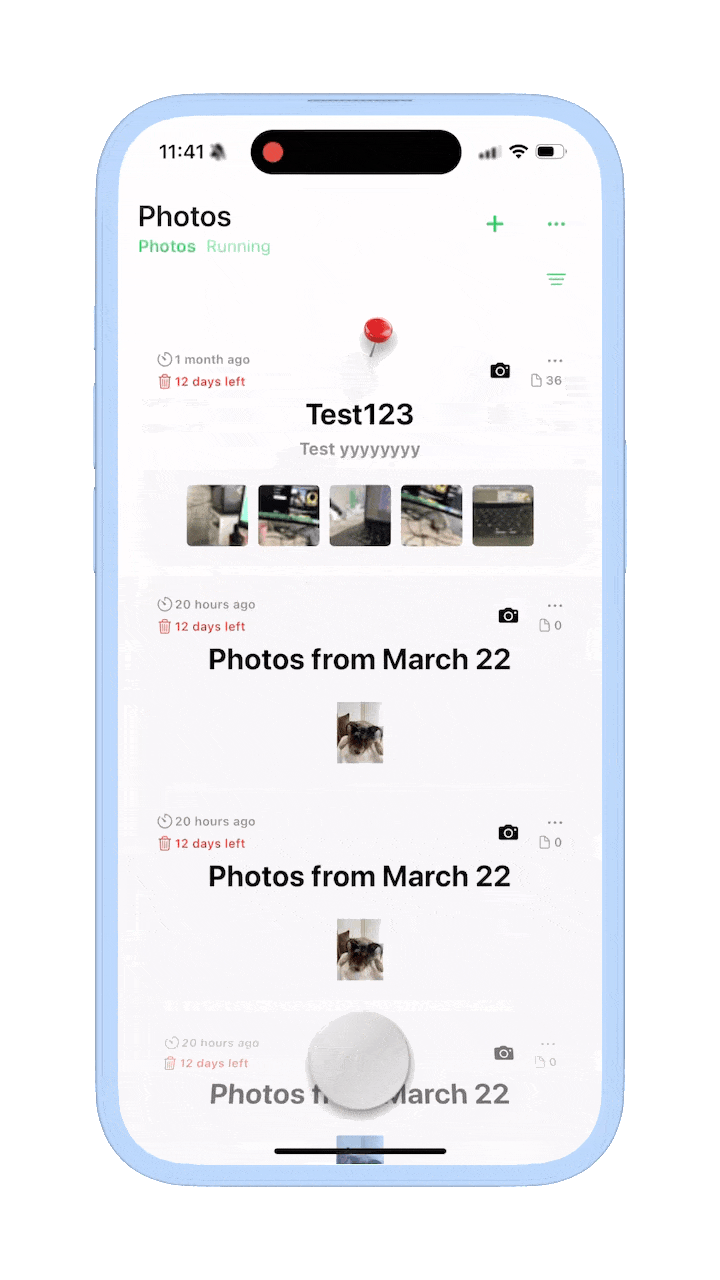 11:41
Photos
Photos Running
1 month ago
12 days left
36
Test123
Test yyyyyyyy
20 hours ago
12 days left
0
Photos from March 22
20 hours ago
12 days left
0
Photos from March 22
20 hours ago
12 days left
0
Photos f March 22